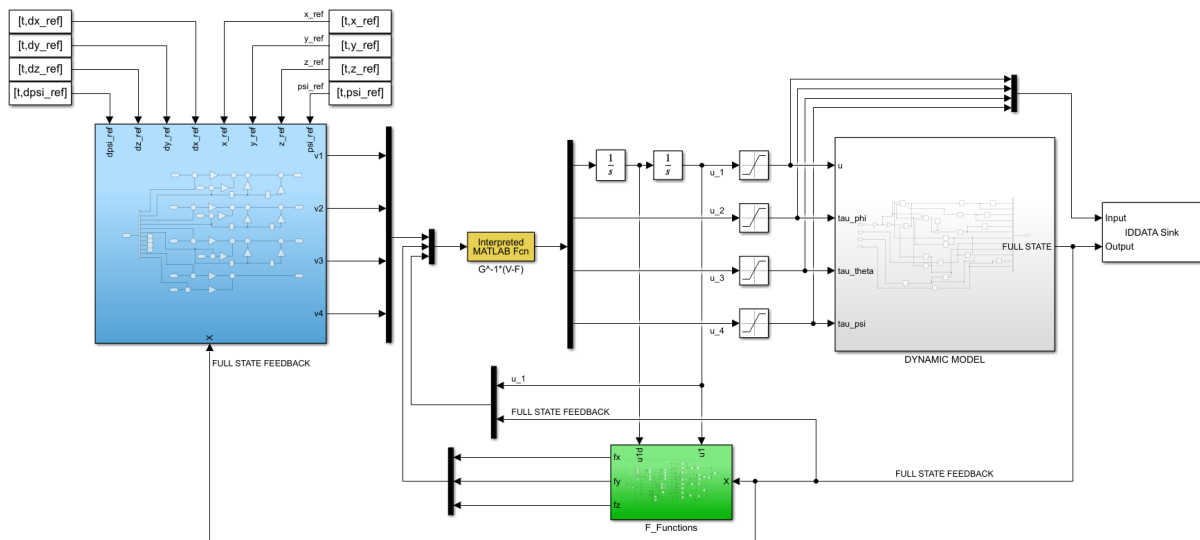 [t,dx_ref]
[t,dy_ref]
[t,dz_ref]
[t,dpsi_ref]
x_ref
[t,x_ref]
y_ref
[t,y_ref]
z_ref
[t,z_ref]
psi_ref
[t,psi_ref]
dpsi_ref
dz_ref
dy_ref
dx_ref
x_ref
y_ref
z_ref
psi_ref
v1
v2
v3
v4
X
FULL STATE FEEDBACK
Interpreted
MATLAB Fcn
G^-1*(V-F)
1
s
1
s
u_1
u_2
u_3
u_4
u
tau_phi
tau_theta
tau_psi
FULL STATE
DYNAMIC MODEL
Input
IDDATA Sink
Output
u_1
FULL STATE FEEDBACK
u1d
u1
fx
fy
fz
X
F_Functions
FULL STATE FEEDBACK